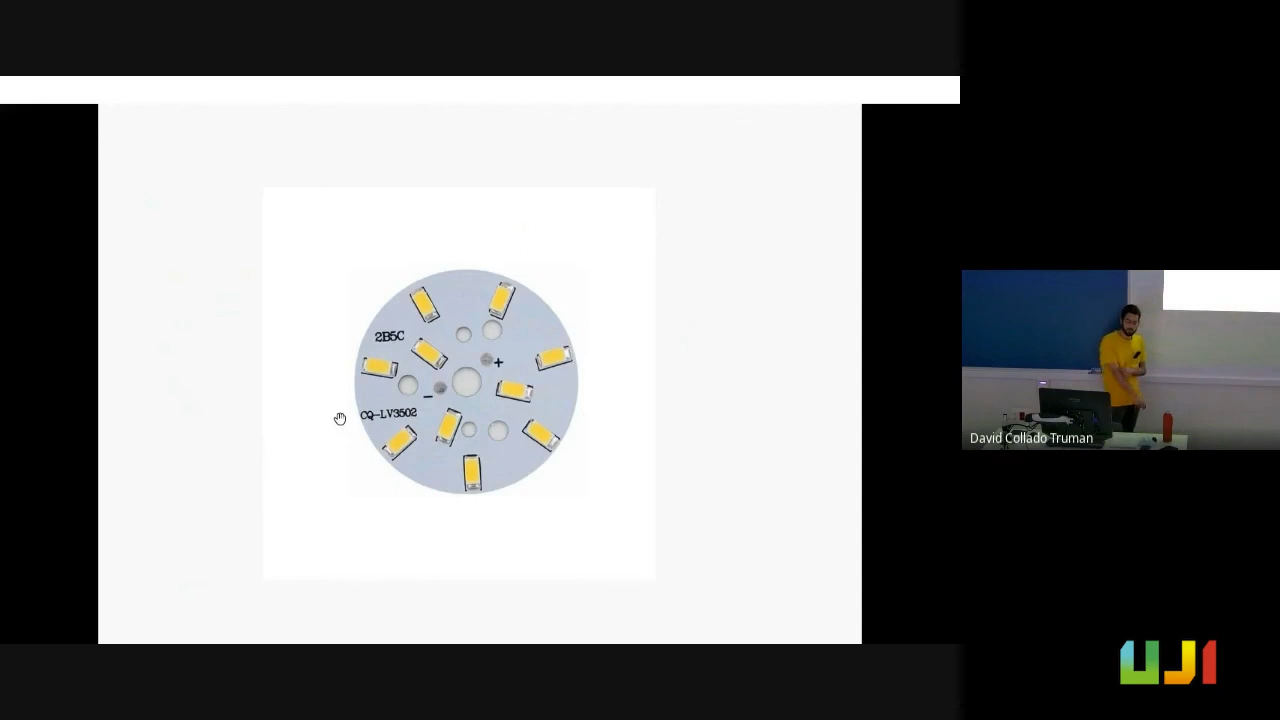 2B5C
+
−
CQ-LV3502
David Collado Truman
UJI